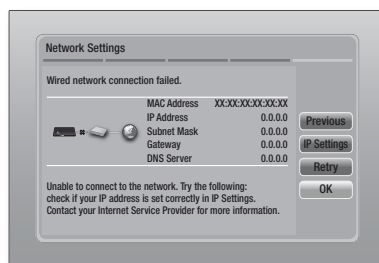 Network Settings
Wired network connection failed.
MAC Address XX:XX:XX:XX:XX:XX
IP Address 0.0.0.0
Subnet Mask 0.0.0.0
Gateway 0.0.0.0
DNS Server 0.0.0.0
Previous
IP Settings
Retry
OK
Unable to connect to the network. Try the following:
check if your IP address is set correctly in IP Settings.
Contact your Internet Service Provider for more information.